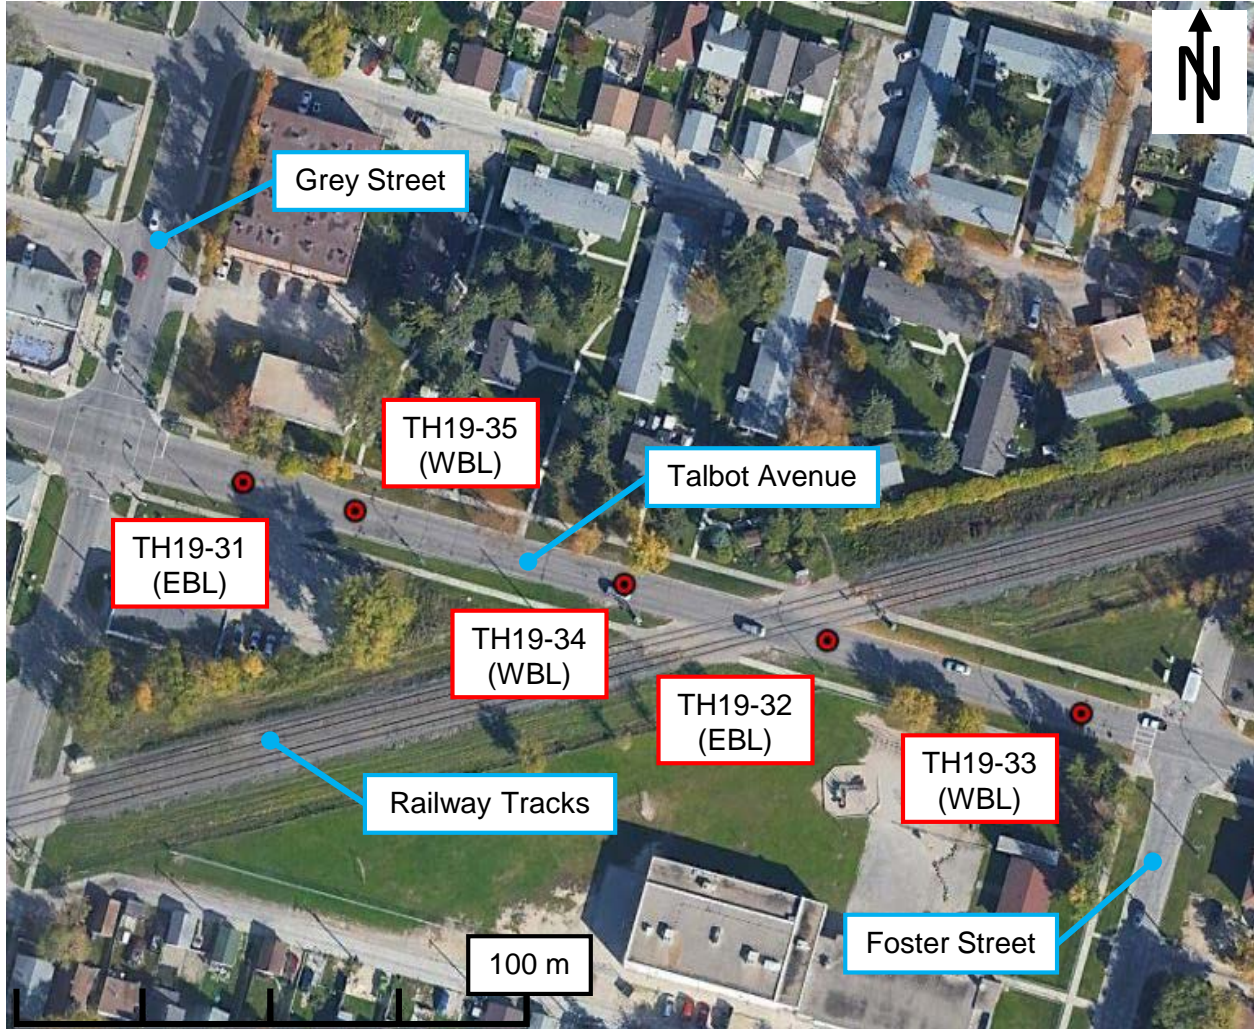 N
Grey Street
TH19-35
(WBL)
Talbot Avenue
TH19-31
(EBL)
TH19-34
(WBL)
TH19-32
(EBL)
TH19-33
(WBL)
Railway Tracks
Foster Street
100 m